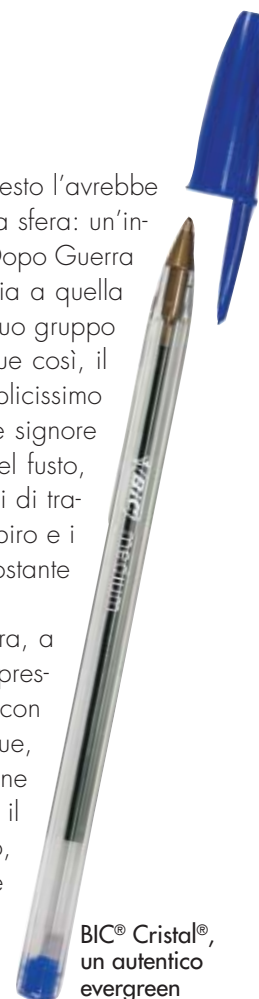 esto l'avrebbe
a sfera: un'in-
Dopo Guerra
ia a quella
uo gruppo
ue così, il
olicissimo
e signore
el fusto,
i di tra-
piro e i
ostante
ra, a
pres-
con
ue,
ne
il
o,
e
BIC medium
BIC® Cristal®,
un autentico
evergreen